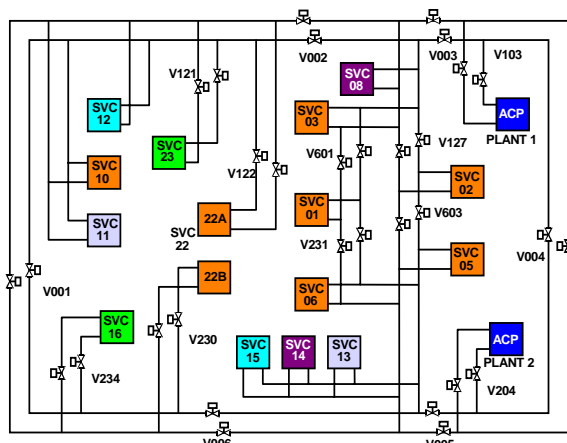 V002
V003
V103
V121
SVC
08
SVC
12
SVC
03
ACP
PLANT 1
SVC
23
V127
V601
SVC
10
V122
SVC
02
SVC
01
22A
V603
SVC
11
SVC
22
V231
V004
SVC
05
22B
V001
SVC
06
SVC
16
ACP
V230
SVC
15
SVC
14
SVC
13
PLANT 2
V234
V204
V006
V005